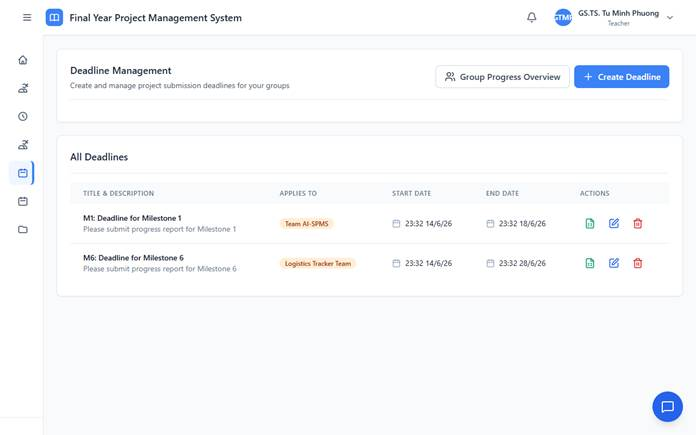 Final Year Project Management System
GTMP
GS.TS. Tu Minh Phuong
Teacher
Deadline Management
Create and manage project submission deadlines for your groups
Group Progress Overview
Create Deadline
All Deadlines
TITLE & DESCRIPTION APPLIES TO START DATE END DATE ACTIONS
M1: Deadline for Milestone 1
Please submit progress report for Milestone 1
Team AI-SPMS
23:32 14/6/26
23:32 18/6/26
M6: Deadline for Milestone 6
Please submit progress report for Milestone 6
Logistics Tracker Team
23:32 14/6/26
23:32 28/6/26